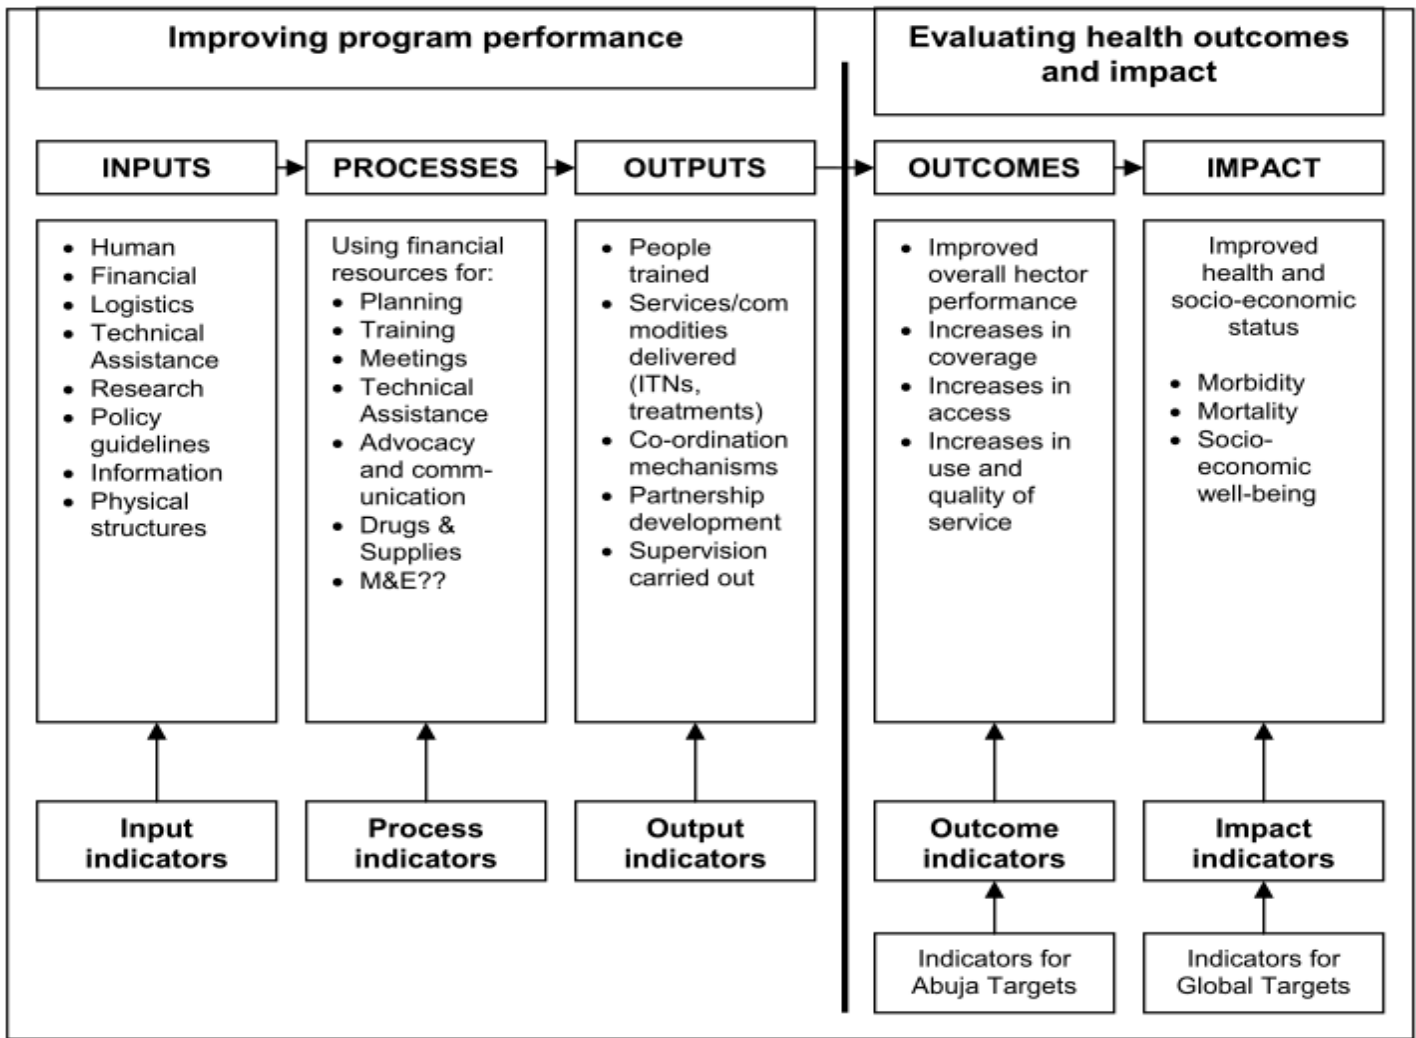 Improving program performance
Evaluating health outcomes
and impact
INPUTS
PROCESSES
OUTPUTS
OUTCOMES
IMPACT
• Human
• Financial
• Logistics
• Technical
Assistance
• Research
• Policy
guidelines
• Information
• Physical
structures
Using financial
resources for:
• Planning
• Training
• Meetings
• Technical
Assistance
• Advocacy
and comm-
unication
• Drugs &
Supplies
• M&E??
• People
trained
• Services/com
modities
delivered
(ITNs,
treatments)
• Co-ordination
mechanisms
• Partnership
development
• Supervision
carried out
• Improved
overall hector
performance
• Increases in
coverage
• Increases in
access
• Increases in
use and
quality of
service
Improved
health and
socio-economic
status
• Morbidity
• Mortality
• Socio-
economic
well-being
Input
indicators
Process
indicators
Output
indicators
Outcome
indicators
Impact
indicators
Indicators for
Abuja Targets
Indicators for
Global Targets